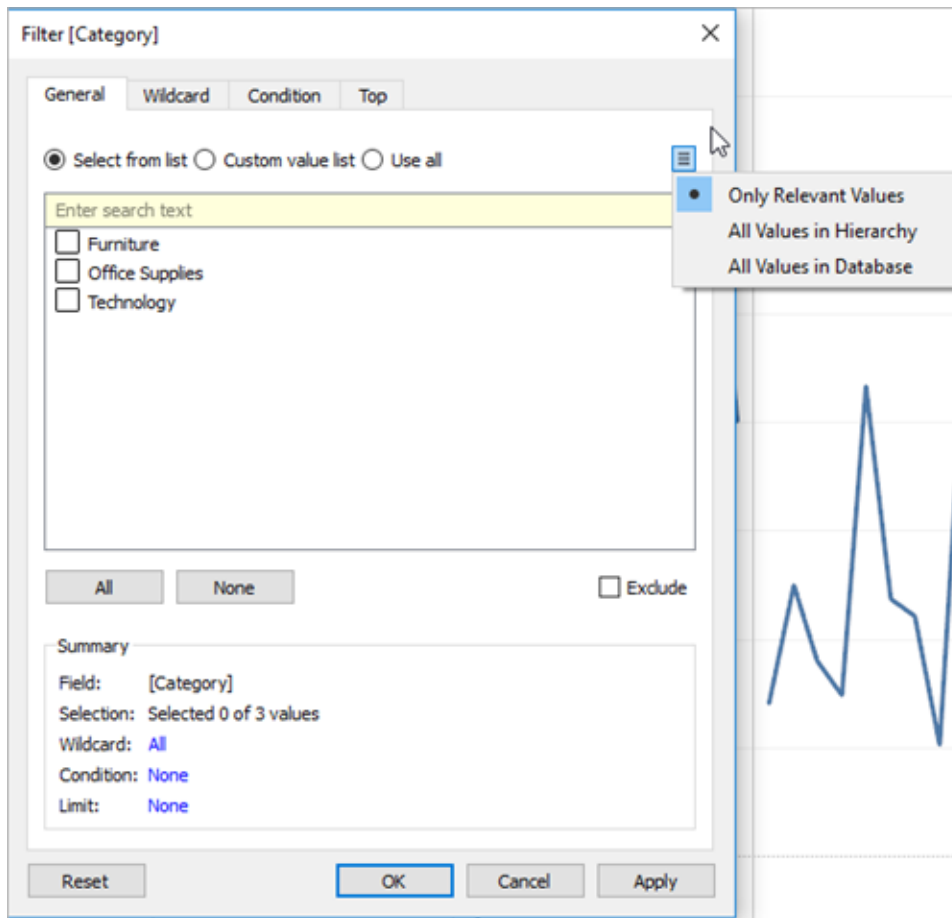 Filter [Category]
General Wildcard Condition Top
Select from list Custom value list Use all
Only Relevant Values
All Values in Hierarchy
All Values in Database
Enter search text
Furniture
Office Supplies
Technology
All None Exclude
Summary
Field: [Category]
Selection: Selected 0 of 3 values
Wildcard: All
Condition: None
Limit: None
Reset OK Cancel Apply